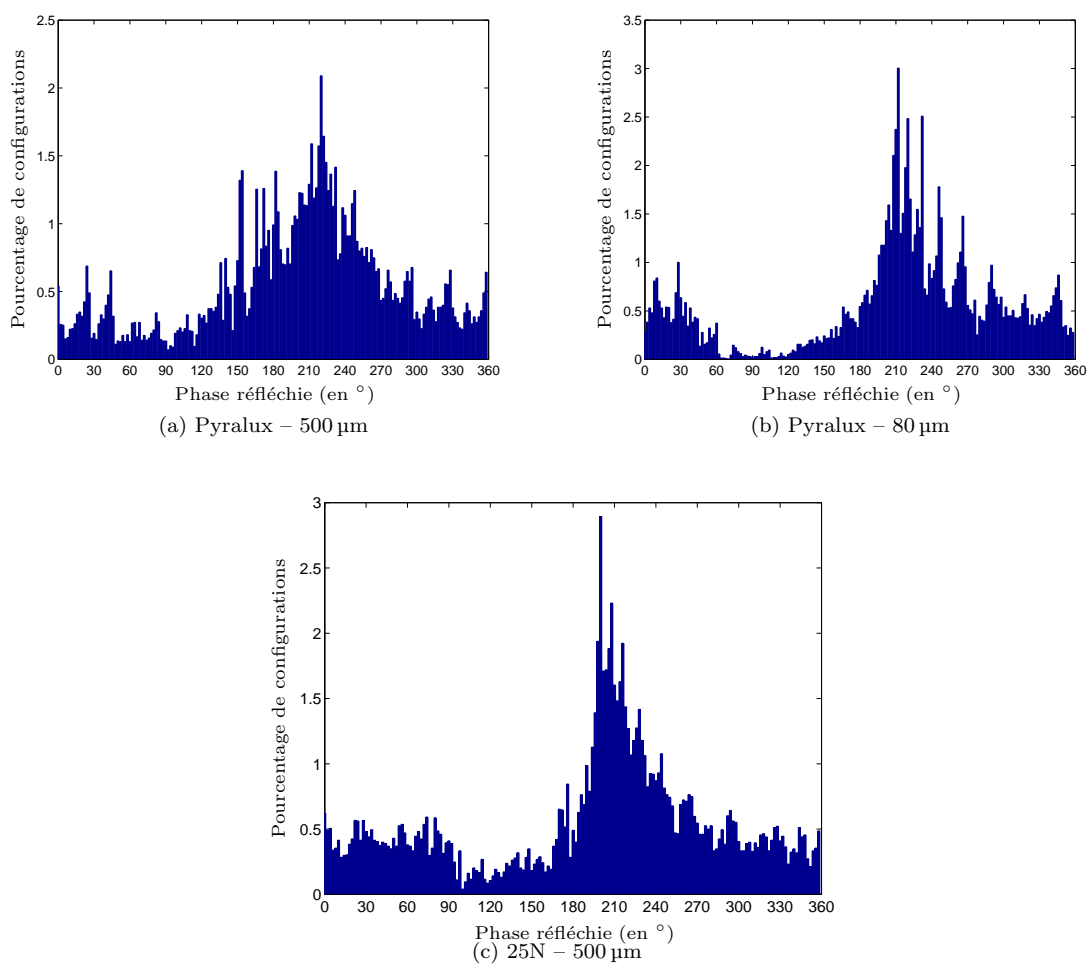 2.5
2
1.5
1
0.5
0
0 30 60 90 120 150 180 210 240 270 300 330 360
Pourcentage de configurations
Phase réfléchie (en °)
(a) Pyralux – 500 µm
3.5
3
2.5
2
1.5
1
0.5
0
0 30 60 90 120 150 180 210 240 270 300 330 360
Pourcentage de configurations
Phase réfléchie (en °)
(b) Pyralux – 80 µm
3
2.5
2
1.5
1
0.5
0
0 30 60 90 120 150 180 210 240 270 300 330 360
Pourcentage de configurations
Phase réfléchie (en °)
(c) 25N – 500 µm